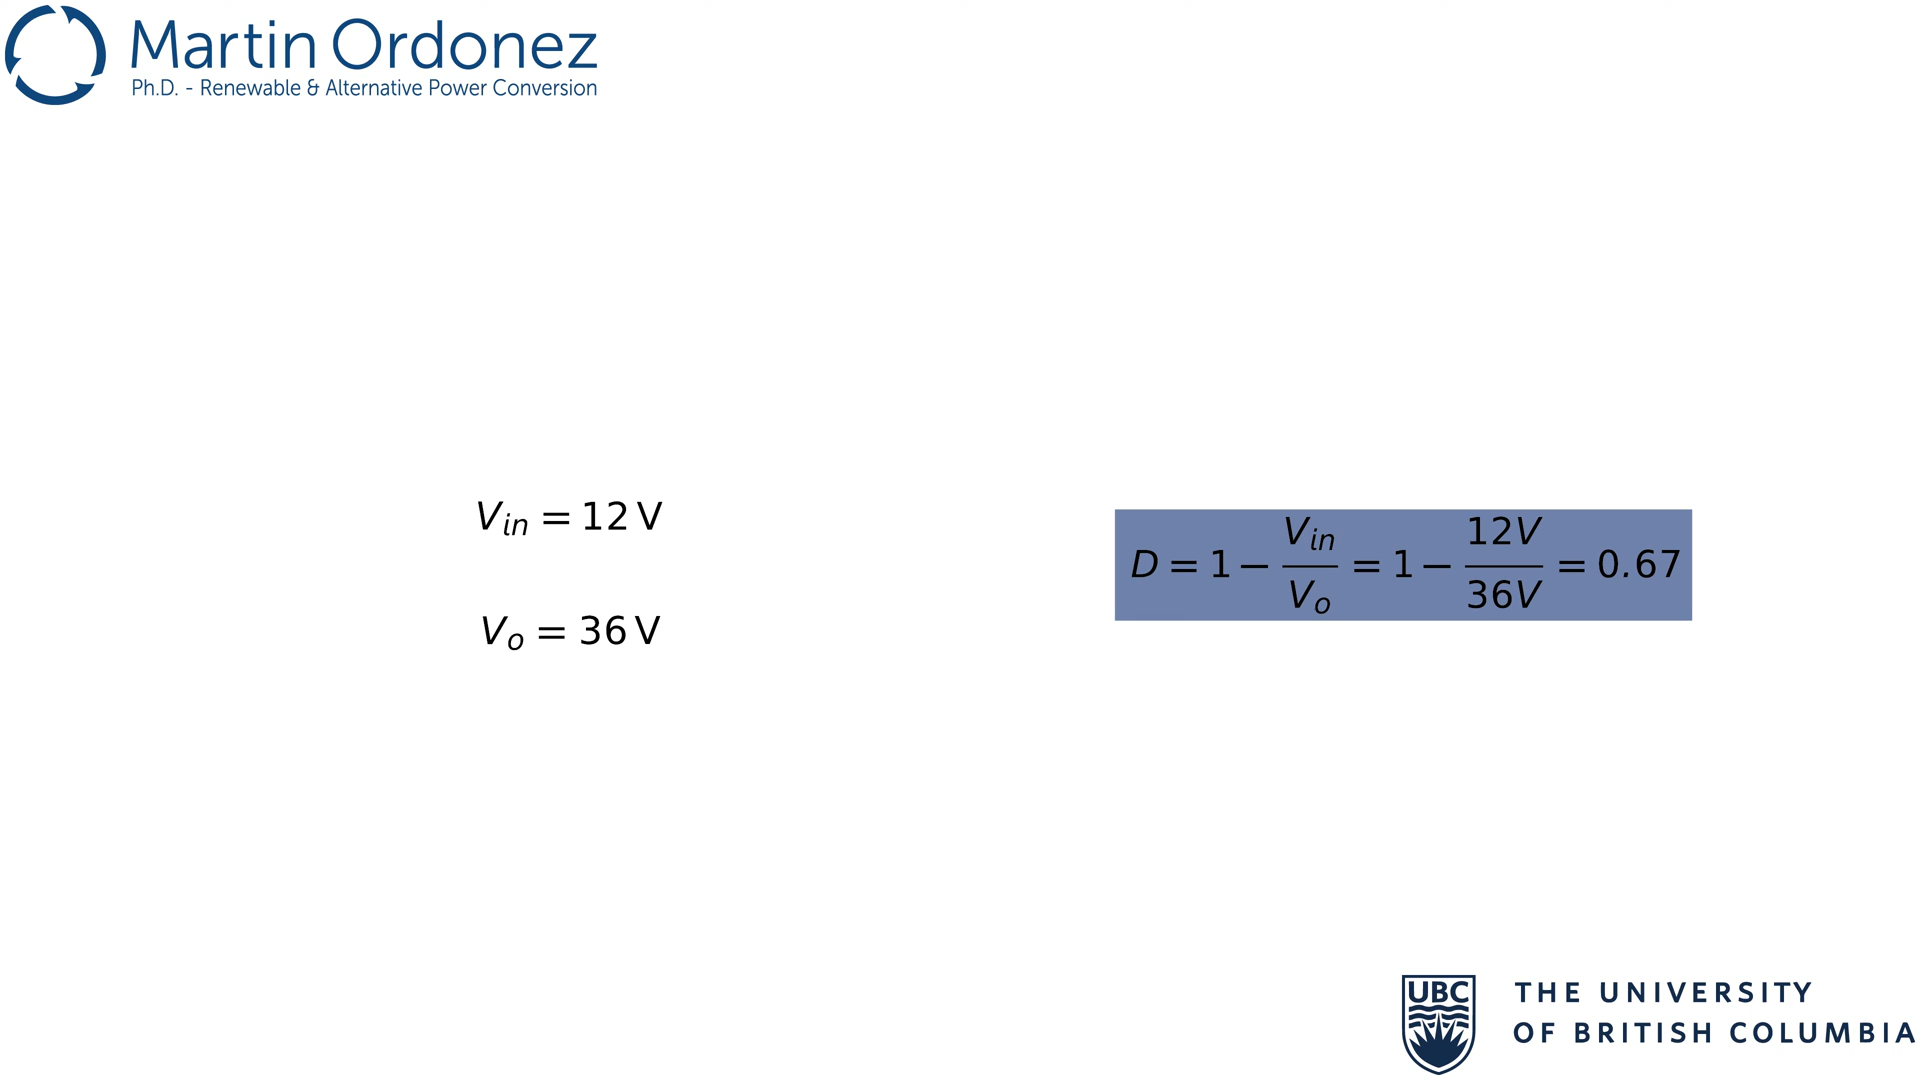 Martin Ordonez
Ph.D. - Renewable & Alternative Power Conversion
V_in = 12 V
V_o = 36 V
D = 1 − V_in/V_o = 1 − 12V/36V = 0.67
UBC
THE UNIVERSITY
OF BRITISH COLUMBIA